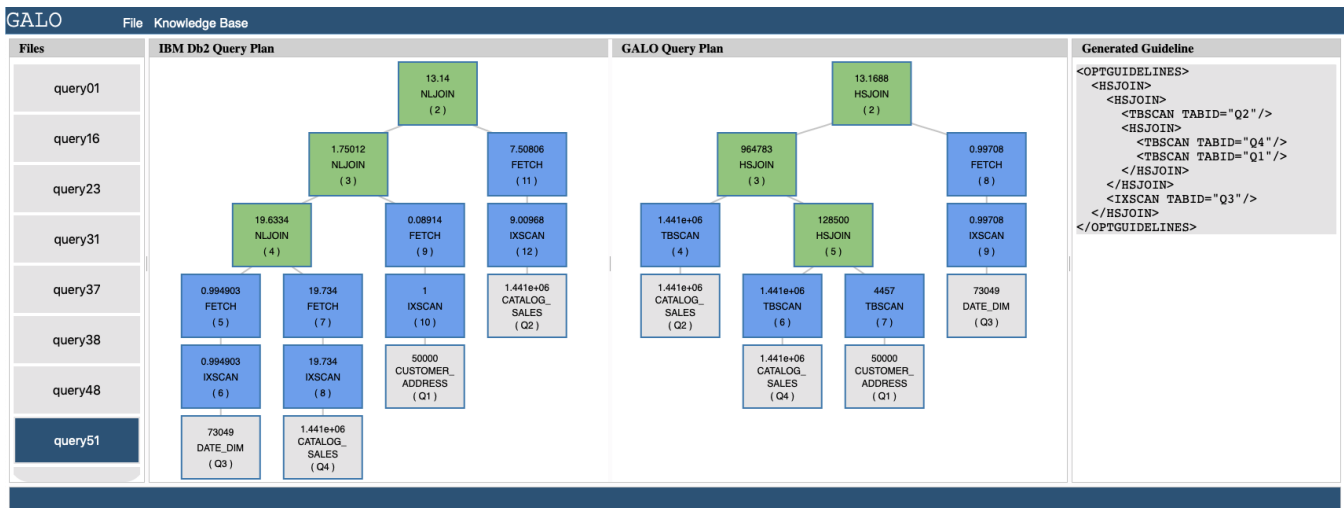 GALO
File Knowledge Base
Files
query01
query16
query23
query31
query37
query38
query48
query51
IBM Db2 Query Plan
13.14
NLJOIN
( 2 )
1.75012
NLJOIN
( 3 )
7.50806
FETCH
( 11 )
19.6334
NLJOIN
( 4 )
0.08914
FETCH
( 9 )
9.00968
IXSCAN
( 12 )
0.994903
FETCH
( 5 )
19.734
FETCH
( 7 )
1
IXSCAN
( 10 )
1.441e+06
CATALOG_
SALES
( Q2 )
0.994903
IXSCAN
( 6 )
19.734
IXSCAN
( 8 )
50000
CUSTOMER_
ADDRESS
( Q1 )
73049
DATE_DIM
( Q3 )
1.441e+06
CATALOG_
SALES
( Q4 )
GALO Query Plan
13.1688
HSJOIN
( 2 )
964783
HSJOIN
( 3 )
0.99708
FETCH
( 8 )
1.441e+06
TBSCAN
( 4 )
128500
HSJOIN
( 5 )
0.99708
IXSCAN
( 9 )
1.441e+06
CATALOG_
SALES
( Q2 )
1.441e+06
TBSCAN
( 6 )
4457
TBSCAN
( 7 )
73049
DATE_DIM
( Q3 )
1.441e+06
CATALOG_
SALES
( Q4 )
50000
CUSTOMER_
ADDRESS
( Q1 )
Generated Guideline
<OPTGUIDELINES>
<HSJOIN>
<HSJOIN>
<TBSCAN TABID="Q2"/>
<HSJOIN>
<TBSCAN TABID="Q4"/>
<TBSCAN TABID="Q1"/>
</HSJOIN>
</HSJOIN>
<IXSCAN TABID="Q3"/>
</HSJOIN>
</OPTGUIDELINES>